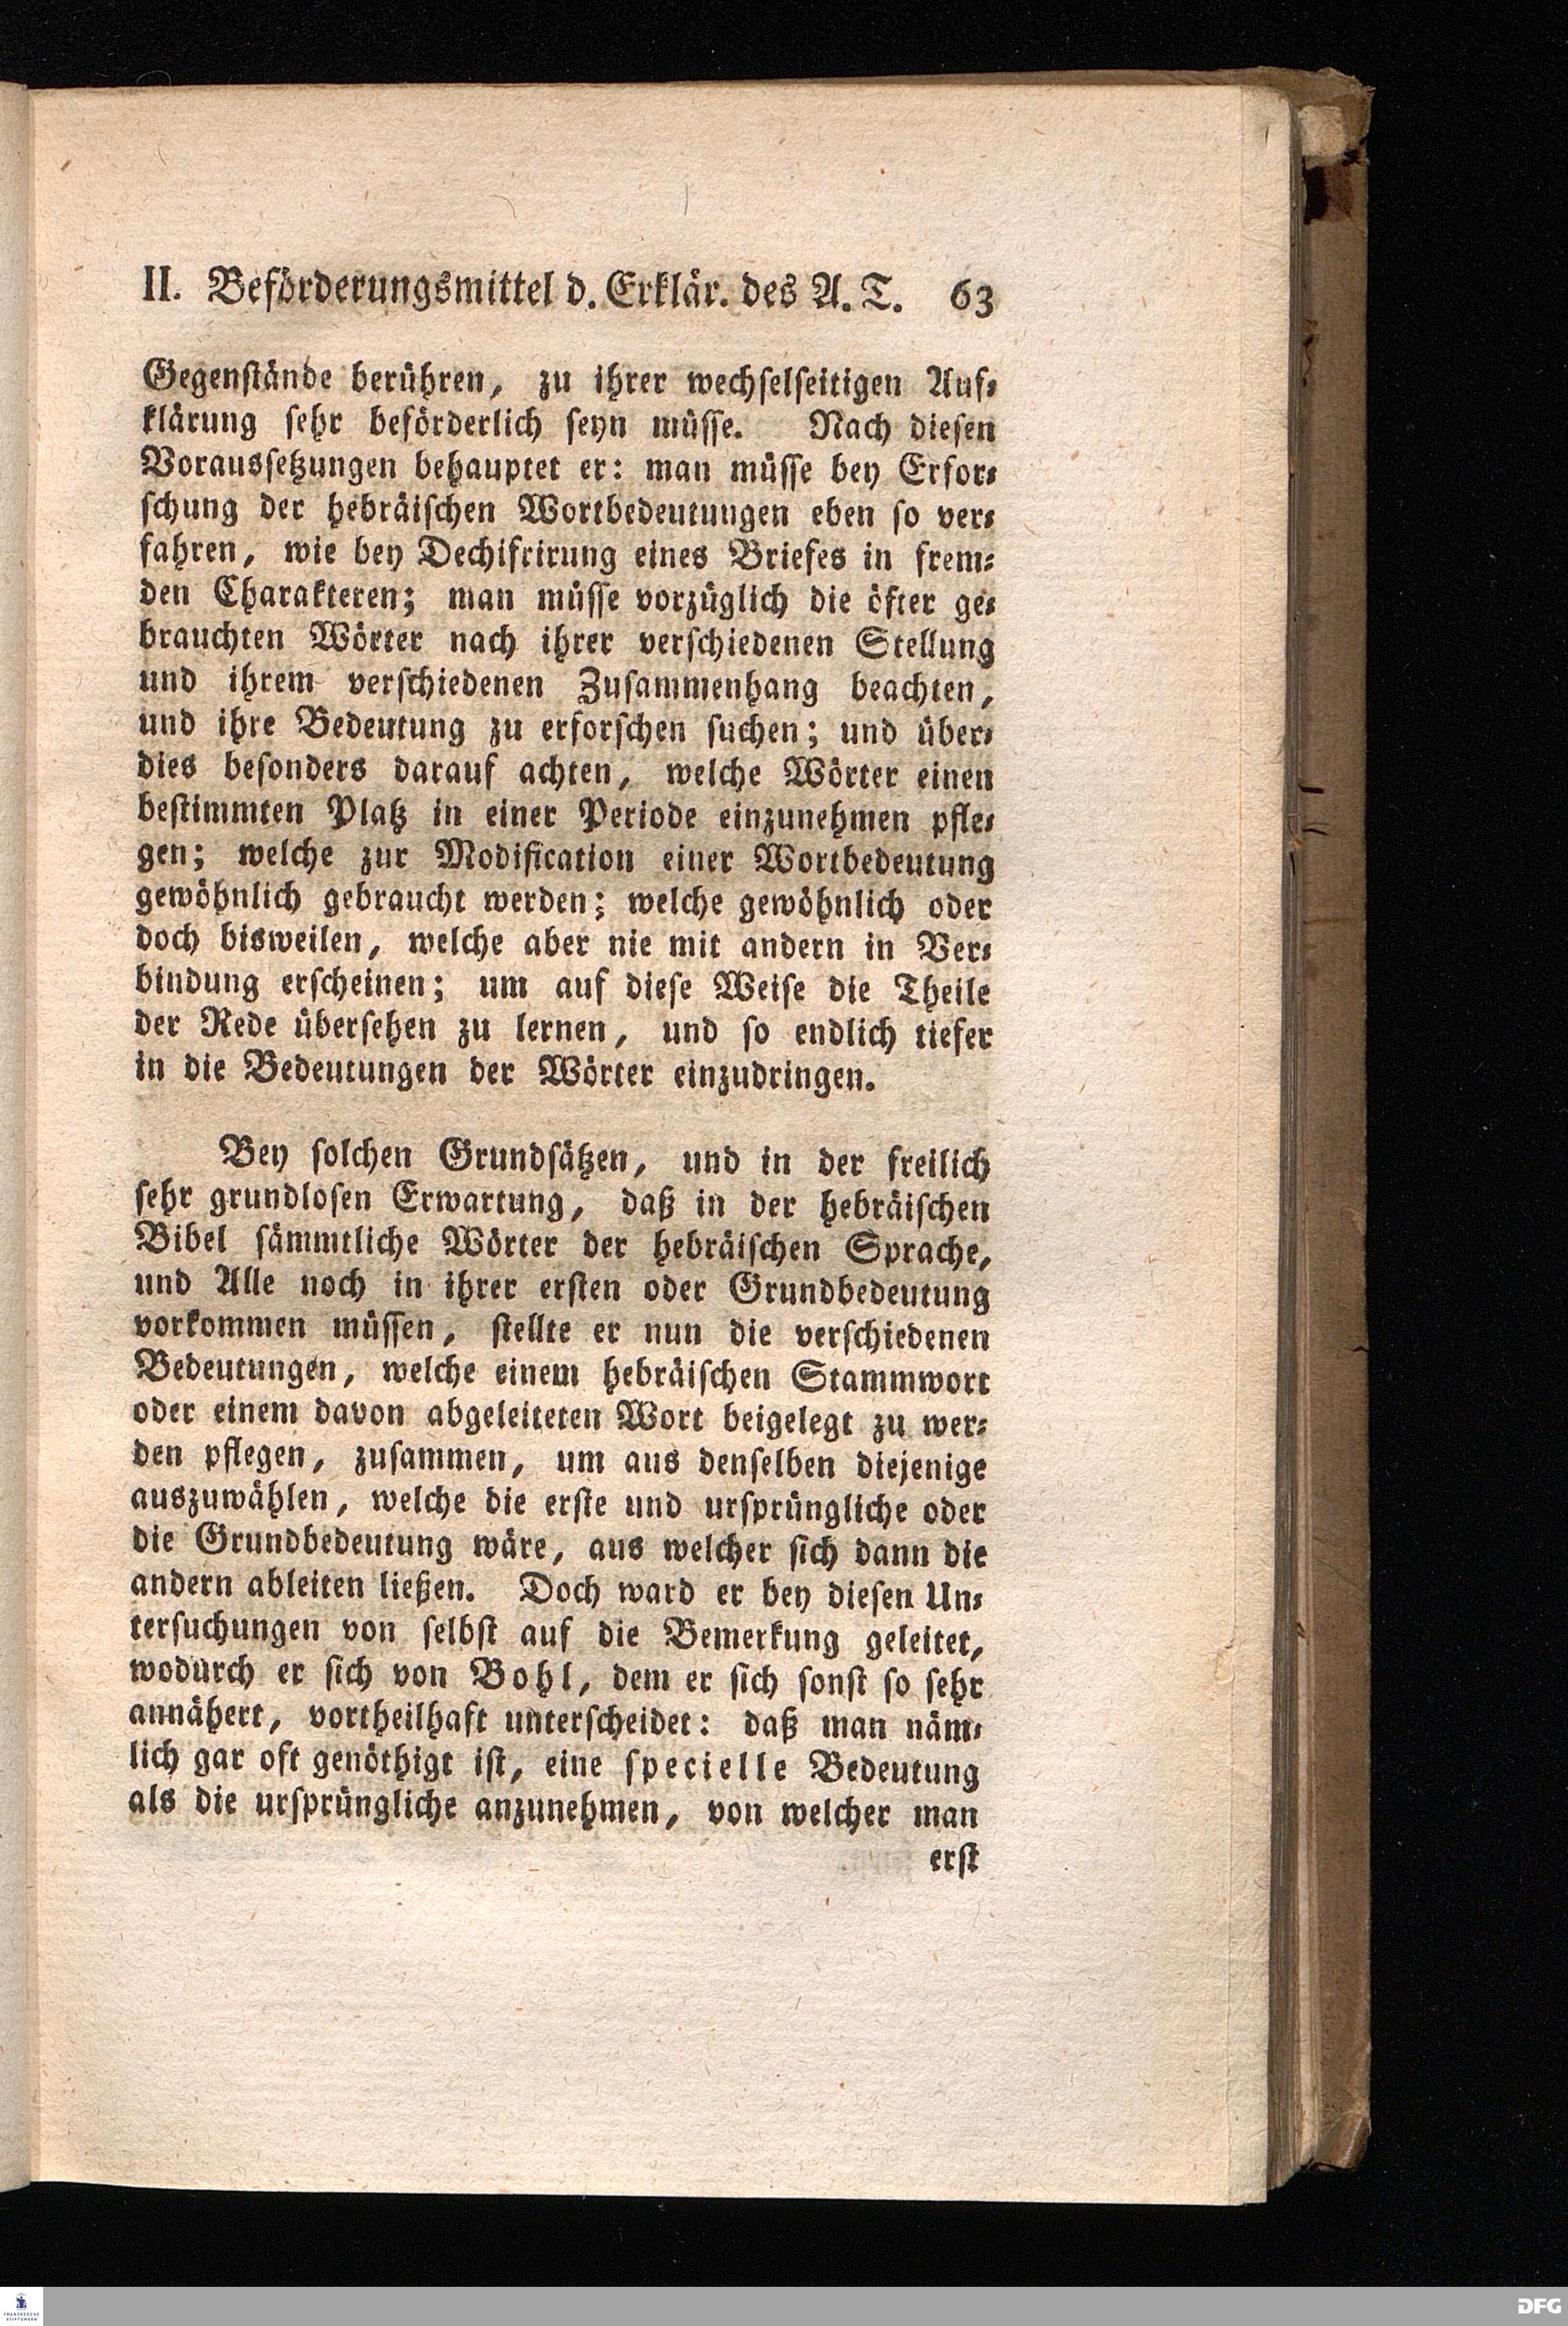 II. Beförderungsmittel d. Erklär. des A. T. 63
Gegenstände berühren, zu ihrer wechselseitigen Auf-
klärung sehr beförderlich seyn müsse. Nach diesen
Voraussetzungen behauptet er: man müsse bey Erfor-
schung der hebräischen Wortbedeutungen eben so ver-
fahren, wie bey Dechifrirung eines Briefes in frem-
den Charakteren; man müsse vorzüglich die öfter ge-
brauchten Wörter nach ihrer verschiedenen Stellung
und ihrem verschiedenen Zusammenhang beachten,
und ihre Bedeutung zu erforschen suchen; und über-
dies besonders darauf achten, welche Wörter einen
bestimmten Platz in einer Periode einzunehmen pfle-
gen; welche zur Modification einer Wortbedeutung
gewöhnlich gebraucht werden; welche gewöhnlich oder
doch bisweilen, welche aber nie mit andern in Ver-
bindung erscheinen; um auf diese Weise die Theile
der Rede übersehen zu lernen, und so endlich tiefer
in die Bedeutungen der Wörter einzudringen.
Bey solchen Grundsätzen, und in der freilich
sehr grundlosen Erwartung, daß in der hebräischen
Bibel sämmtliche Wörter der hebräischen Sprache,
und Alle noch in ihrer ersten oder Grundbedeutung
vorkommen müssen, stellte er nun die verschiedenen
Bedeutungen, welche einem hebräischen Stammwort
oder einem davon abgeleiteten Wort beigelegt zu wer-
den pflegen, zusammen, um aus denselben diejenige
auszuwählen, welche die erste und ursprüngliche oder
die Grundbedeutung wäre, aus welcher sich dann die
andern ableiten ließen. Doch ward er bey diesen Un-
tersuchungen von selbst auf die Bemerkung geleitet,
wodurch er sich von Bohl, dem er sich sonst so sehr
annähert, vortheilhaft unterscheidet: daß man näm-
lich gar oft genöthigt ist, eine specielle Bedeutung
als die ursprüngliche anzunehmen, von welcher man
erst
FRANCKESCHE
STIFTUNGEN
DFG